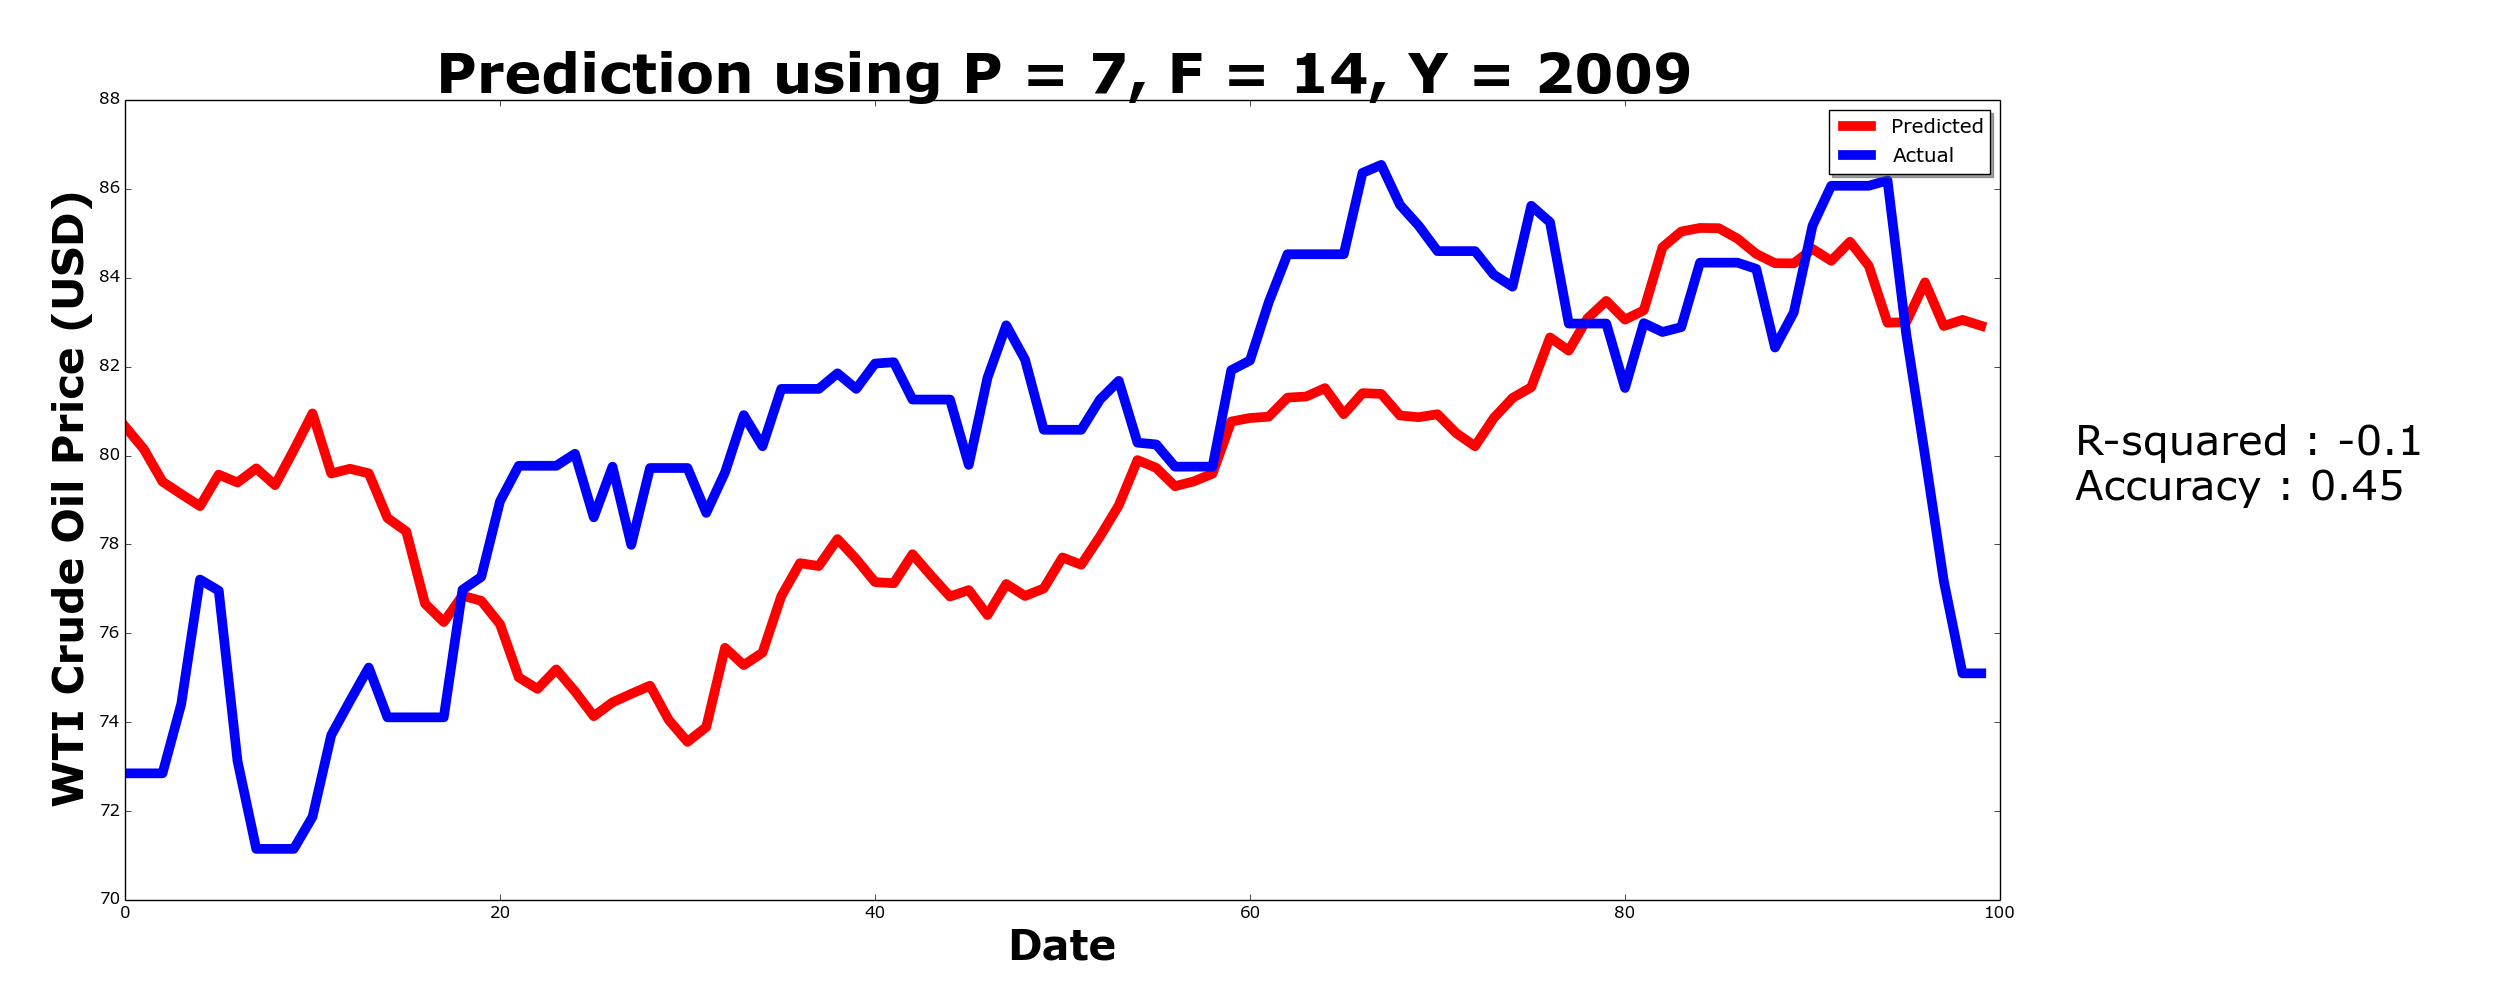 Prediction using P = 7, F = 14, Y = 2009
WTI Crude Oil Price (USD)
88
86
84
82
80
78
76
74
72
70
0 20 40 60 80 100
Date
Predicted
Actual
R-squared : -0.1
Accuracy : 0.45